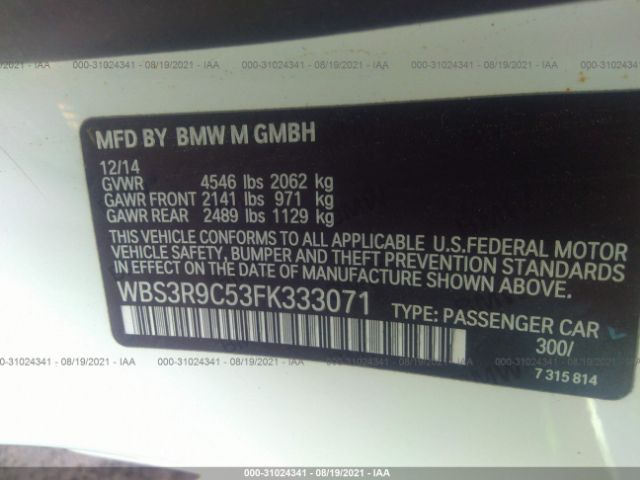 000-31024341 - 08/19/2021 - IAA
MFD BY BMW M GMBH
12/14
GVWR 4546 lbs 2062 kg
GAWR FRONT 2141 lbs 971 kg
GAWR REAR 2489 lbs 1129 kg
THIS VEHICLE CONFORMS TO ALL APPLICABLE U.S.FEDERAL MOTOR
VEHICLE SAFETY, BUMPER AND THEFT PREVENTION STANDARDS
IN EFFECT ON THE DATE OF MANUFACTURE SHOWN ABOVE.
WBS3R9C53FK333071
TYPE: PASSENGER CAR
300/
7 315 814
000-31024341 - 08/19/2021 - IAA
000-31024341 - 08/19/2021 - IAA